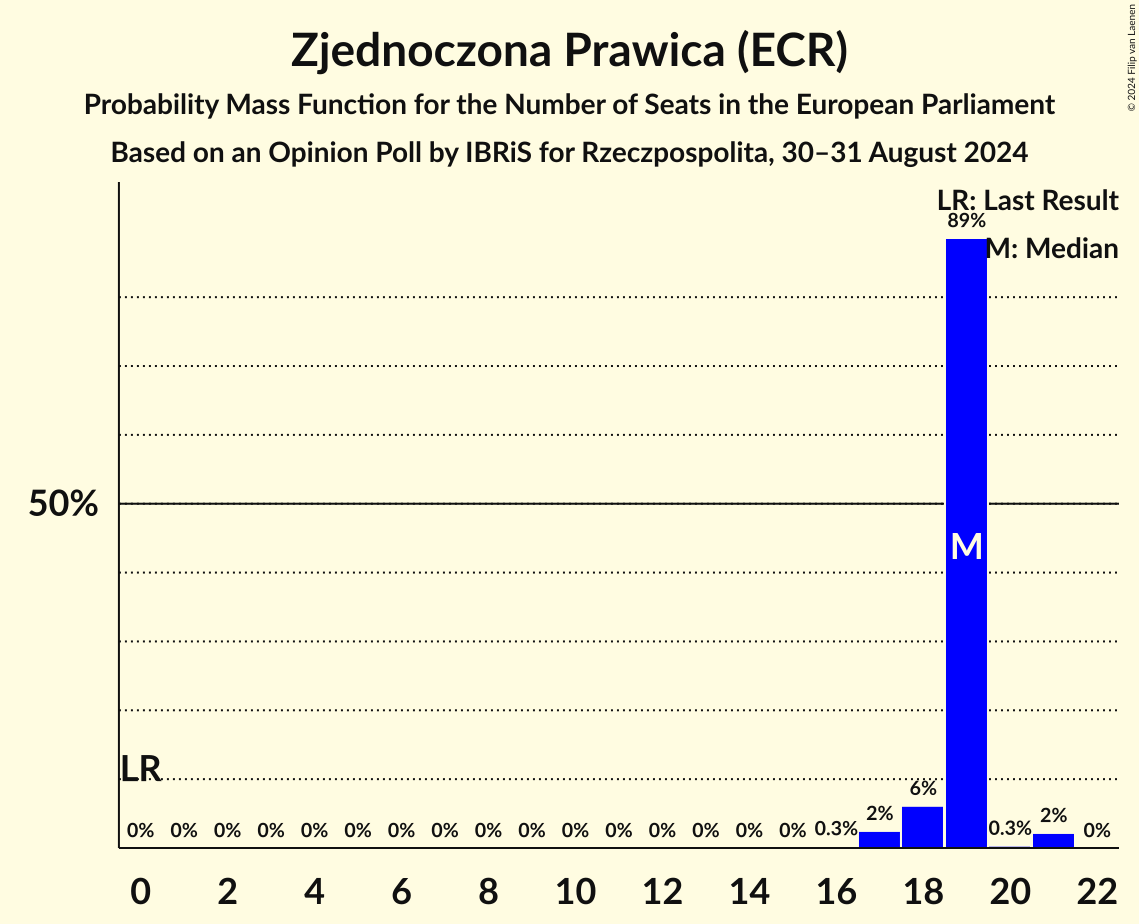 Zjednoczona Prawica (ECR)
Probability Mass Function for the Number of Seats in the European Parliament
Based on an Opinion Poll by IBRiS for Rzeczpospolita, 30–31 August 2024
© 2024 Filip van Laenen
LR: Last Result
M: Median
89%
50%
M
LR
0% 0% 0% 0% 0% 0% 0% 0% 0% 0% 0% 0% 0% 0% 0% 0% 0.3% 2% 6% 0.3% 2% 0%
0 2 4 6 8 10 12 14 16 18 20 22